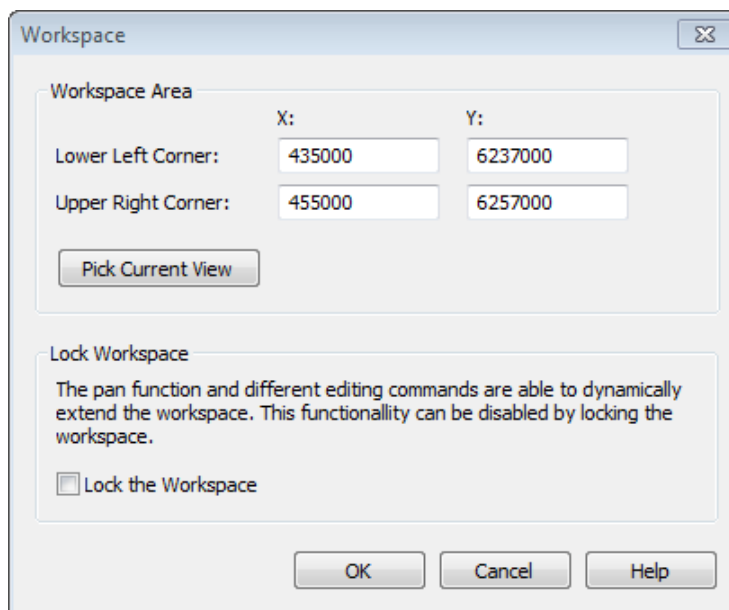 Workspace
Workspace Area
X: Y:
Lower Left Corner: 435000 6237000
Upper Right Corner: 455000 6257000
Pick Current View
Lock Workspace
The pan function and different editing commands are able to dynamically
extend the workspace. This functionallity can be disabled by locking the
workspace.
Lock the Workspace
OK Cancel Help